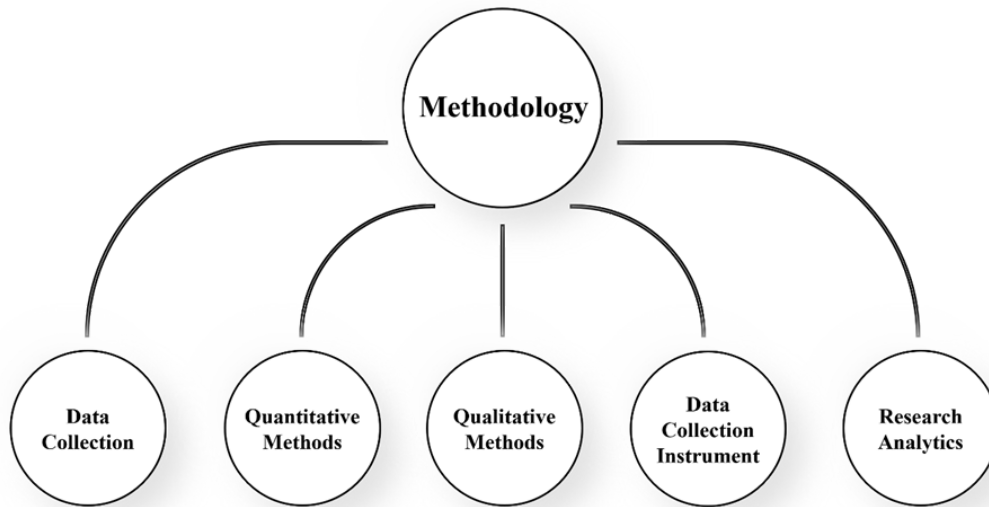 Methodology
Data
Collection
Quantitative
Methods
Qualitative
Methods
Data
Collection
Instrument
Research
Analytics